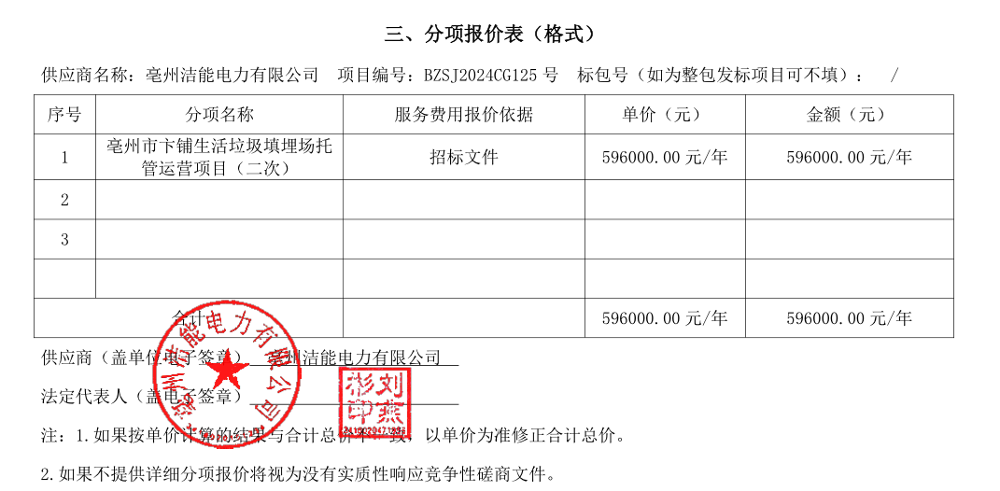 三、分项报价表（格式）
供应商名称：亳州洁能电力有限公司 项目编号：BZSJ2024CG125 号 标包号（如为整包发标项目可不填）： /
序号 分项名称 服务费用报价依据 单价（元） 金额（元）
1 亳州市卞铺生活垃圾填埋场托管运营项目（二次） 招标文件 596000.00 元/年 596000.00 元/年
2
3
合计 596000.00 元/年 596000.00 元/年
供应商（盖单位电子签章） 亳州洁能电力有限公司
法定代表人（盖电子签章）
亳州洁能电力有限公司
刘燕彬印
注：1.如果按单价计算的结果与合计总价不一致，以单价为准修正合计总价。
2.如果不提供详细分项报价将视为没有实质性响应竞争性磋商文件。